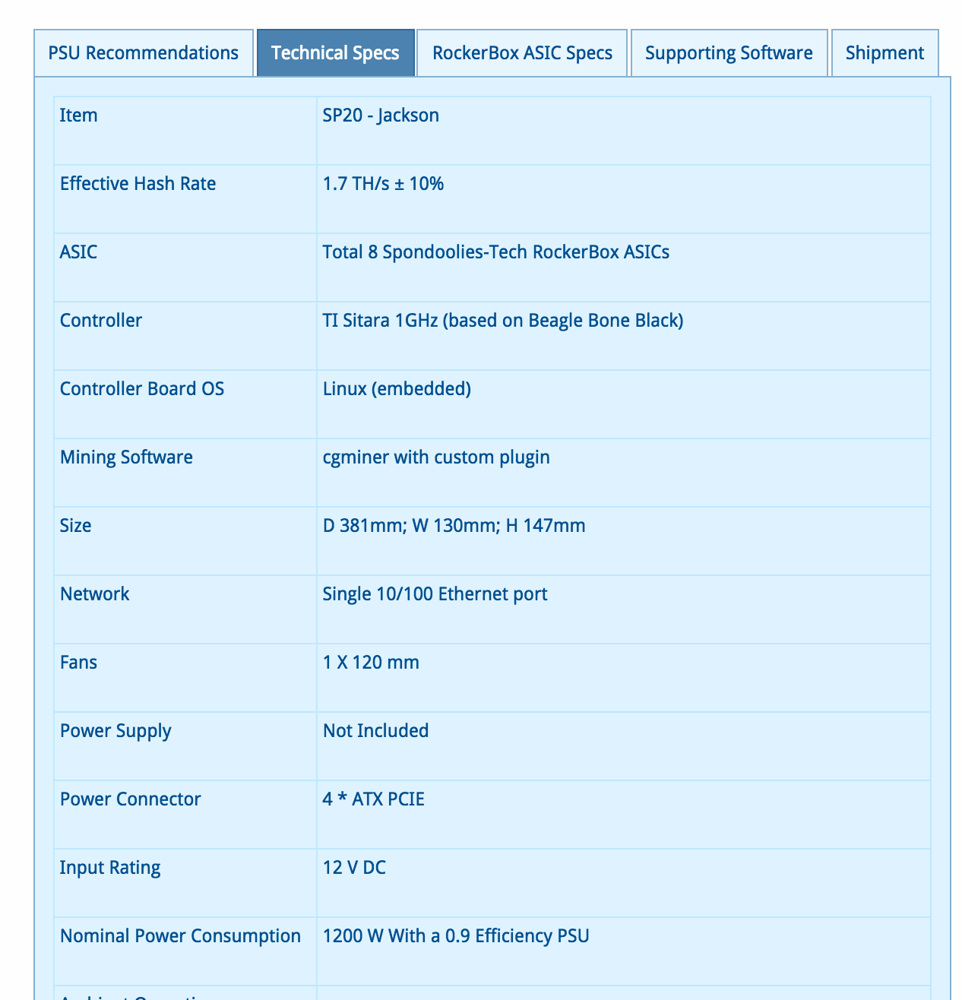 PSU Recommendations
Technical Specs
RockerBox ASIC Specs
Supporting Software
Shipment
Item
SP20 - Jackson
Effective Hash Rate
1.7 TH/s ± 10%
ASIC
Total 8 Spondoolies-Tech RockerBox ASICs
Controller
TI Sitara 1GHz (based on Beagle Bone Black)
Controller Board OS
Linux (embedded)
Mining Software
cgminer with custom plugin
Size
D 381mm; W 130mm; H 147mm
Network
Single 10/100 Ethernet port
Fans
1 X 120 mm
Power Supply
Not Included
Power Connector
4 * ATX PCIE
Input Rating
12 V DC
Nominal Power Consumption
1200 W With a 0.9 Efficiency PSU